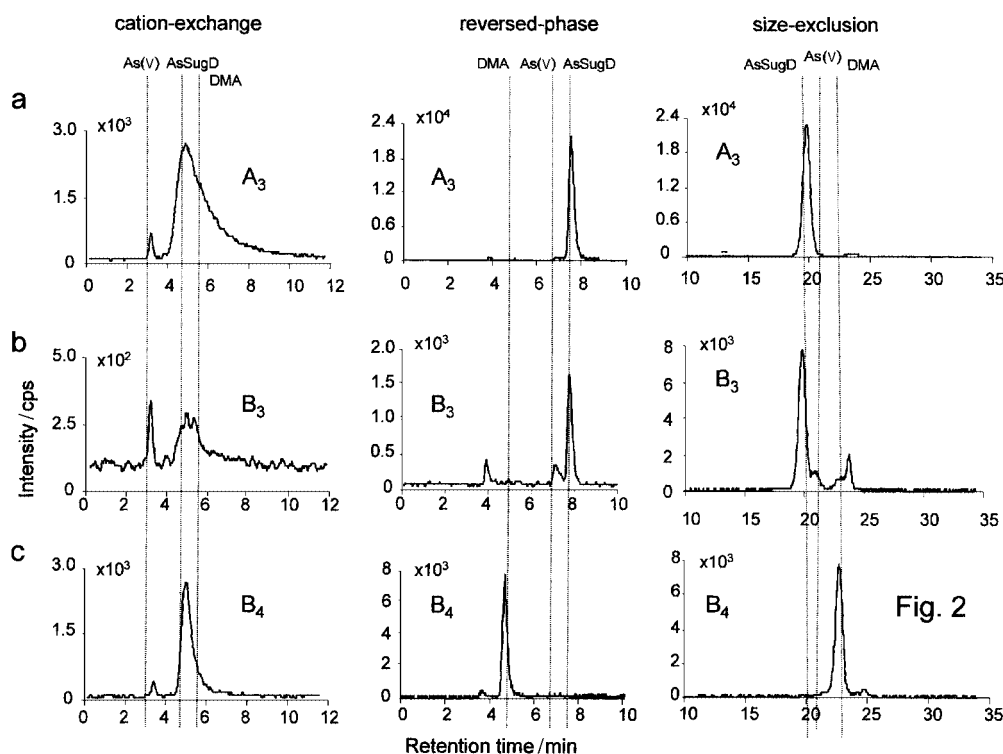 cation-exchange
reversed-phase
size-exclusion
As(V) AsSugD DMA
DMA As(V) AsSugD
AsSugD As(V) DMA
a
x10³
3.0
1.5
0
A₃
0 2 4 6 8 10 12
x10⁴
2.4
1.8
1.2
0.6
0
A₃
0 2 4 6 8 10
x10⁴
2.4
1.8
1.2
0.6
0
A₃
10 15 20 25 30 35
b
Intensity / cps
x10²
5.0
2.5
0
B₃
0 2 4 6 8 10 12
x10³
2.0
1.5
1.0
0.5
0
B₃
0 2 4 6 8 10
x10³
8
6
4
2
0
B₃
10 15 20 25 30 35
c
x10³
3.0
1.5
0
B₄
0 2 4 6 8 10 12
x10³
8
6
4
2
0
B₄
0 2 4 6 8 10
x10³
8
6
4
2
0
B₄
10 15 20 25 30 35
Fig. 2
Retention time / min